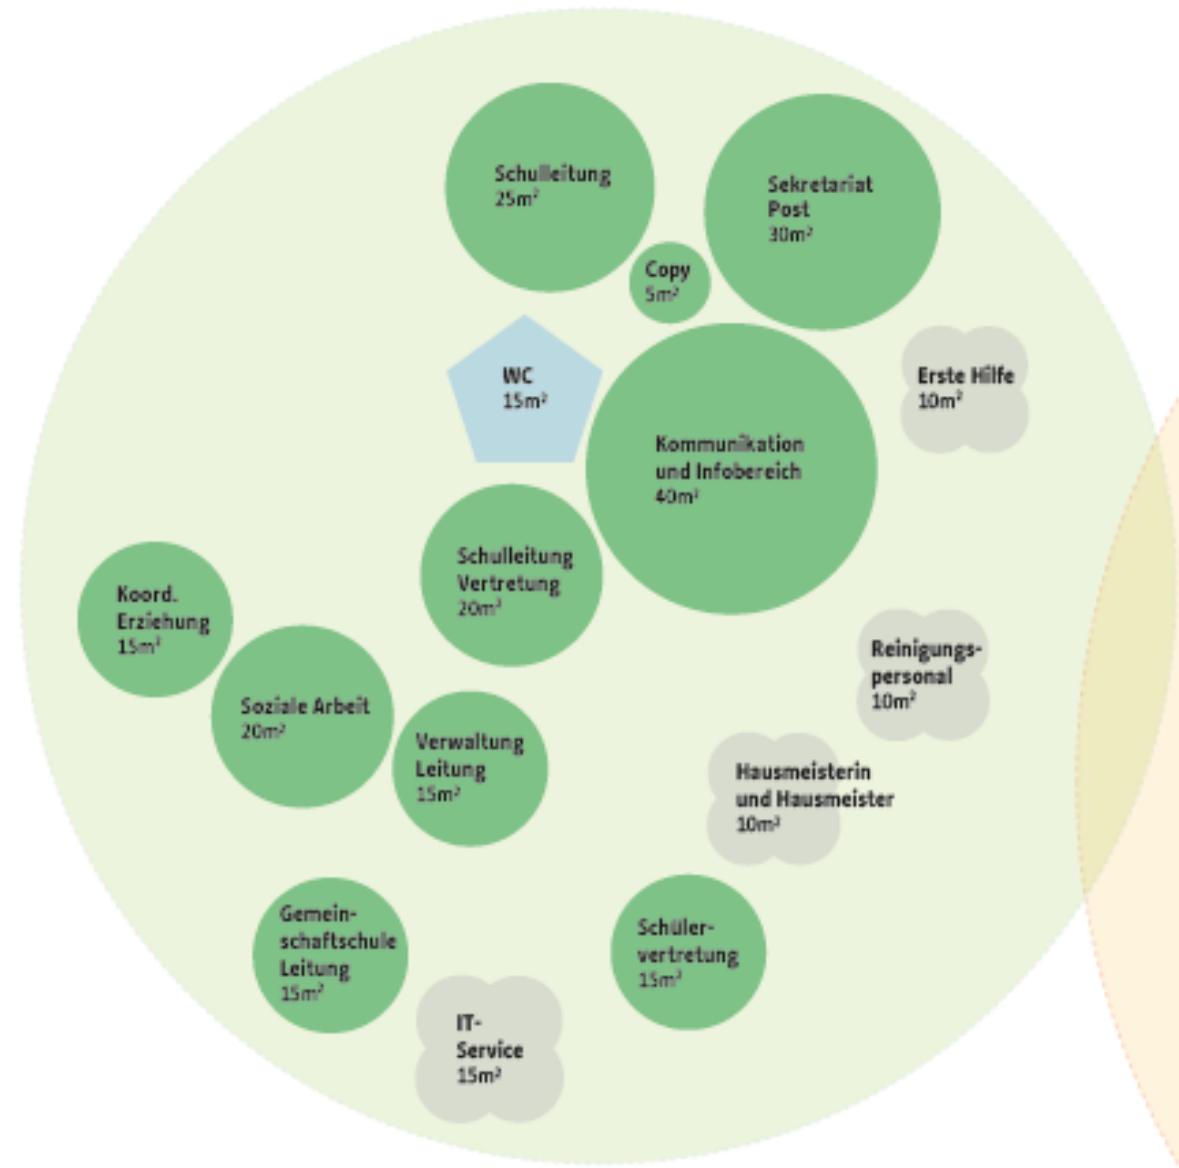 Schulleitung
25m²
Sekretariat
Post
30m²
Copy
5m²
WC
15m²
Erste Hilfe
10m²
Kommunikation
und Infobereich
40m²
Schulleitung
Vertretung
20m²
Koord.
Erziehung
15m²
Soziale Arbeit
20m²
Verwaltung
Leitung
15m²
Reinigungs-
personal
10m²
Hausmeisterin
und Hausmeister
10m²
Gemein-
schaftschule
Leitung
15m²
Schüler-
vertretung
15m²
IT-
Service
15m²